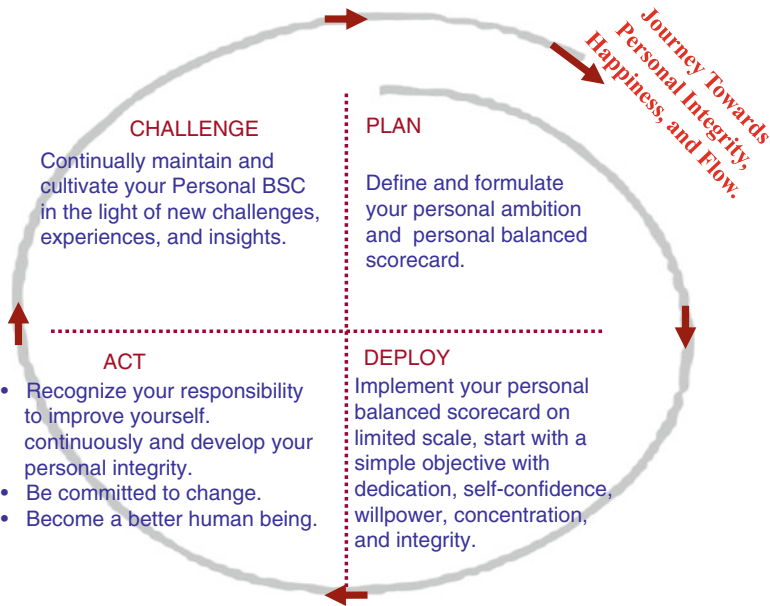 Journey Towards
Personal Integrity,
Happiness, and Flow.
CHALLENGE
Continually maintain and
cultivate your Personal BSC
in the light of new challenges,
experiences, and insights.
PLAN
Define and formulate
your personal ambition
and personal balanced
scorecard.
DEPLOY
Implement your personal
balanced scorecard on
limited scale, start with a
simple objective with
dedication, self-confidence,
willpower, concentration,
and integrity.
ACT
• Recognize your responsibility
to improve yourself.
continuously and develop your
personal integrity.
• Be committed to change.
• Become a better human being.